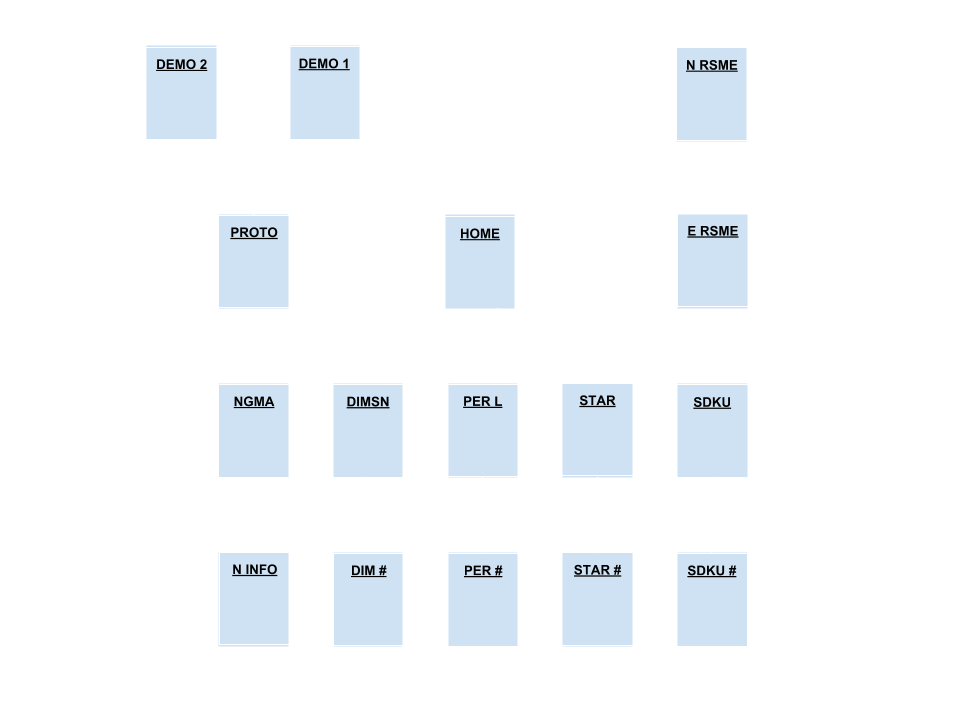 DEMO 2
DEMO 1
N RSME
PROTO
HOME
E RSME
NGMA
DIMSN
PER L
STAR
SDKU
N INFO
DIM #
PER #
STAR #
SDKU #